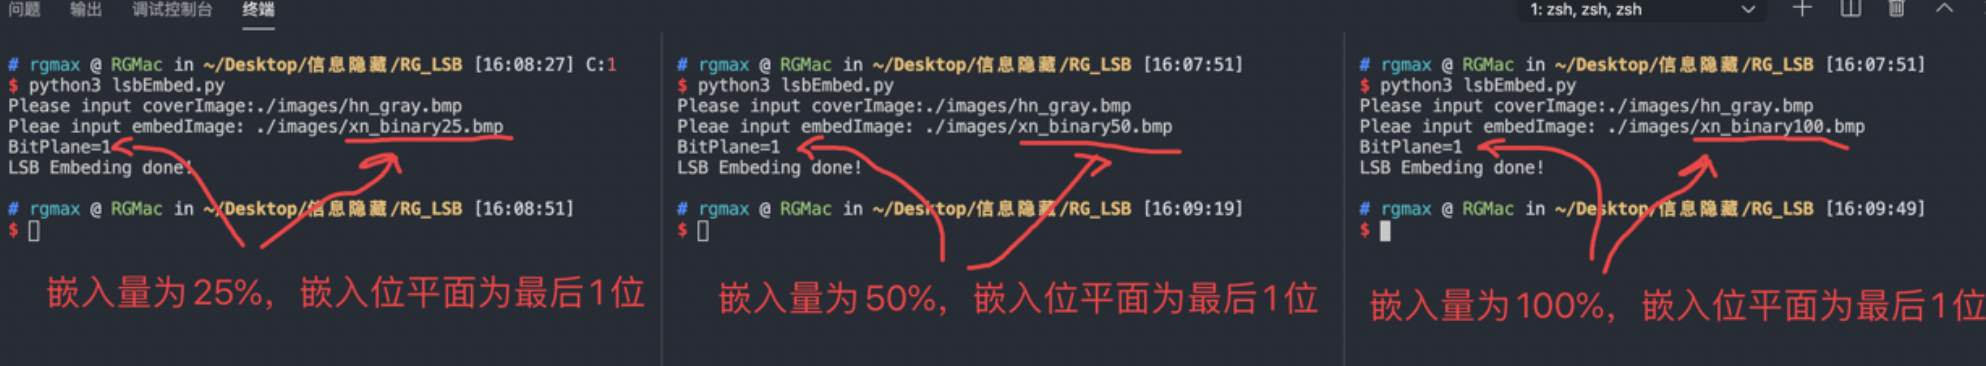 问题 输出 调试控制台 终端 1: zsh, zsh, zsh
# rgmax @ RGMac in ~/Desktop/信息隐藏/RG_LSB [16:08:27] C:1
$ python3 lsbEmbed.py
Please input coverImage:./images/hn_gray.bmp
Pleae input embedImage: ./images/xn_binary25.bmp
BitPlane=1
LSB Embeding done!
# rgmax @ RGMac in ~/Desktop/信息隐藏/RG_LSB [16:08:51]
$
嵌入量为25%，嵌入位平面为最后1位
# rgmax @ RGMac in ~/Desktop/信息隐藏/RG_LSB [16:07:51]
$ python3 lsbEmbed.py
Please input coverImage:./images/hn_gray.bmp
Pleae input embedImage: ./images/xn_binary50.bmp
BitPlane=1
LSB Embeding done!
# rgmax @ RGMac in ~/Desktop/信息隐藏/RG_LSB [16:09:19]
$
嵌入量为50%，嵌入位平面为最后1位
# rgmax @ RGMac in ~/Desktop/信息隐藏/RG_LSB [16:07:51]
$ python3 lsbEmbed.py
Please input coverImage:./images/hn_gray.bmp
Pleae input embedImage: ./images/xn_binary100.bmp
BitPlane=1
LSB Embeding done!
# rgmax @ RGMac in ~/Desktop/信息隐藏/RG_LSB [16:09:49]
$
嵌入量为100%，嵌入位平面为最后1位